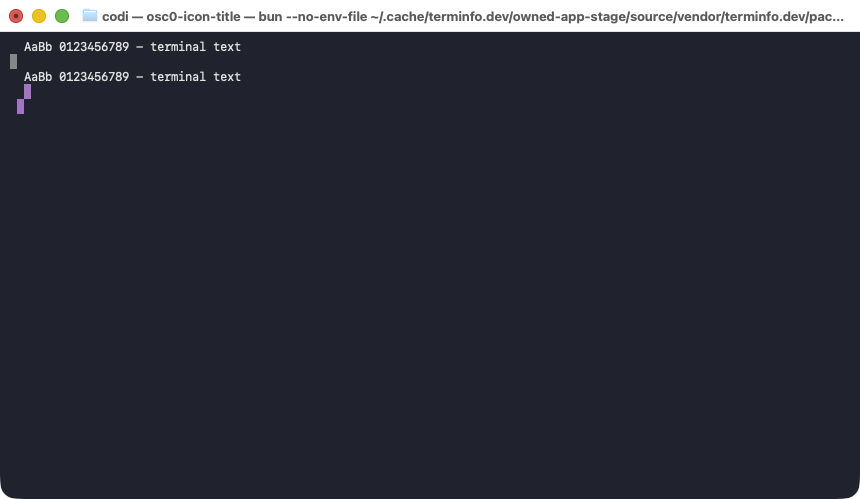 codi — osc0-icon-title — bun --no-env-file ~/.cache/terminfo.dev/owned-app-stage/source/vendor/terminfo.dev/pac...
AaBb 0123456789 — terminal text
AaBb 0123456789 — terminal text